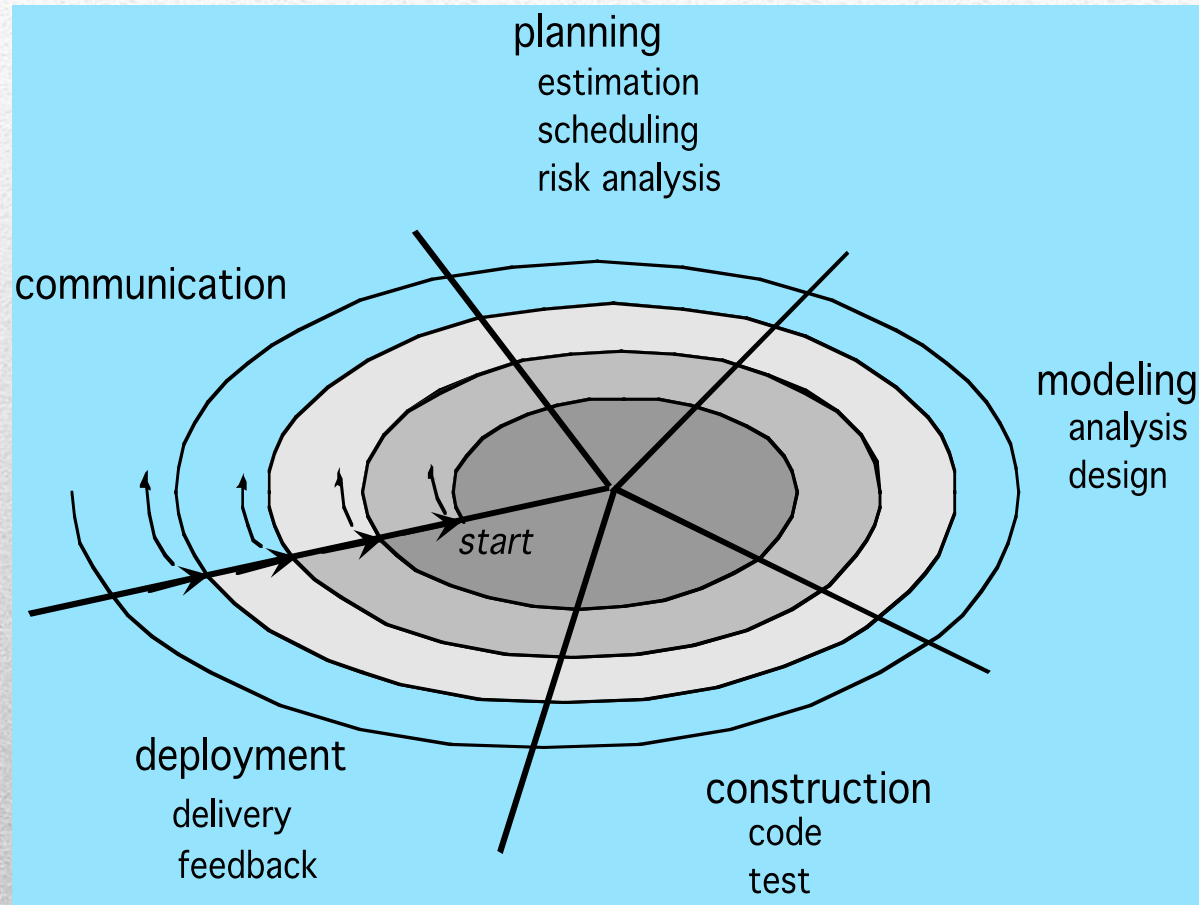 planning
estimation
scheduling
risk analysis
communication
modeling
analysis
design
start
deployment
delivery
feedback
construction
code
test